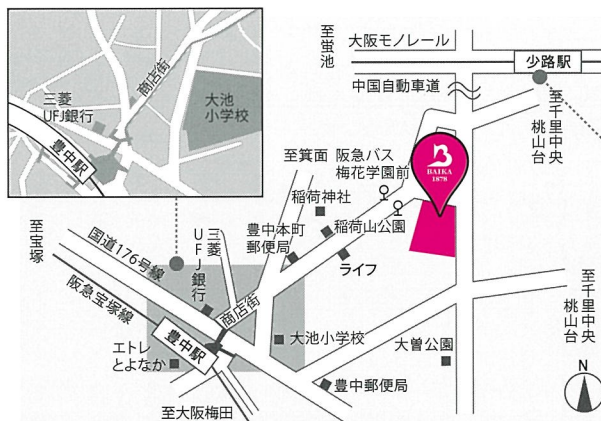 三菱
UFJ銀行
豊中駅
商店街
大池
小学校
至蛍池
大阪モノレール
少路駅
中国自動車道
至千里中央
桃山台
至箕面
阪急バス
梅花学園前
BAIKA
1878
稲荷神社
稲荷山公園
豊中本町
郵便局
ライフ
至宝塚
国道176号線
阪急宝塚線
三菱
UFJ銀行
商店街
豊中駅
エトレ
とよなか
大池小学校
大曽公園
豊中郵便局
至大阪梅田
至千里中央
桃山台
N